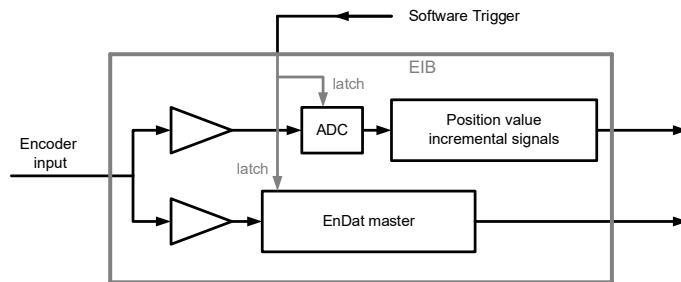 Software Trigger
EIB
latch
ADC
Position value
incremental signals
Encoder
input
latch
EnDat master